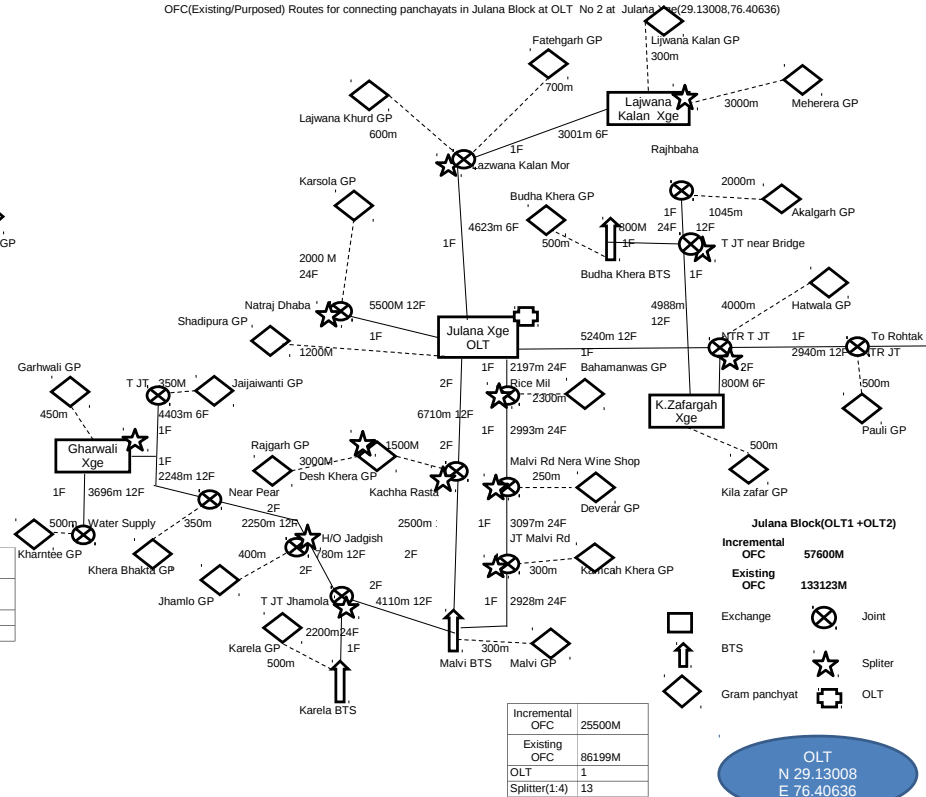 OFC(Existing/Purposed) Routes for connecting panchayats in Julana Block at OLT No 2 at Julana Xge(29.13008,76.40636)
Fatehgarh GP
Lijwana Kalan GP
300m
700m
Lajwana Kalan Xge
3000m
Meherera GP
Lajwana Khurd GP
600m
3001m 6F
1F
Rajhbaha
Lazwana Kalan Mor
Karsola GP
Budha Khera GP
2000m
1F
1045m
Akalgarh GP
GP
4623m 6F
1F
500m
800M
24F
12F
1F
T JT near Bridge
2000 M
24F
Budha Khera BTS
1F
Natraj Dhaba
5500M 12F
4988m
12F
4000m
Hatwala GP
Shadipura GP
1F
Julana Xge
OLT
5240m 12F
1F
NTR T JT
1F
To Rohtak
1200M
2940m 12F
TR JT
Garhwali GP
T JT
350M
Jaijaiwanti GP
2F
1F
2197m 24F
Bahamanwas GP
Rice Mil
2300m
2F
800M 6F
500m
450m
4403m 6F
1F
6710m 12F
K.Zafargah
Xge
Pauli GP
Gharwali
Xge
Rajgarh GP
1500M
2F
1F
2993m 24F
500m
1F
3000M
Desh Khera GP
Malvi Rd Nera Wine Shop
2248m 12F
Kachha Rasta
250m
Kila zafar GP
1F
3696m 12F
Near Pear
2F
Deverar GP
500m
Water Supply
350m
2250m 12F
2500m :
1F
3097m 24F
Julana Block(OLT1 +OLT2)
H/O Jadgish
JT Malvi Rd
Kharntee GP
400m
780m 12F
2F
Incremental
OFC
57600M
Khera Bhakta GP
2F
300m
Kamcah Khera GP
Existing
OFC
133123M
Jhamlo GP
T JT Jhamola
2F
4110m 12F
1F
2928m 24F
Exchange
Joint
2200m24F
Karela GP
1F
300m
BTS
500m
Malvi BTS
Malvi GP
Spliter
Gram panchyat
OLT
Karela BTS
Incremental
OFC
25500M
Existing
OFC
86199M
OLT
1
Splitter(1:4)
13
OLT
N 29.13008
E 76.40636